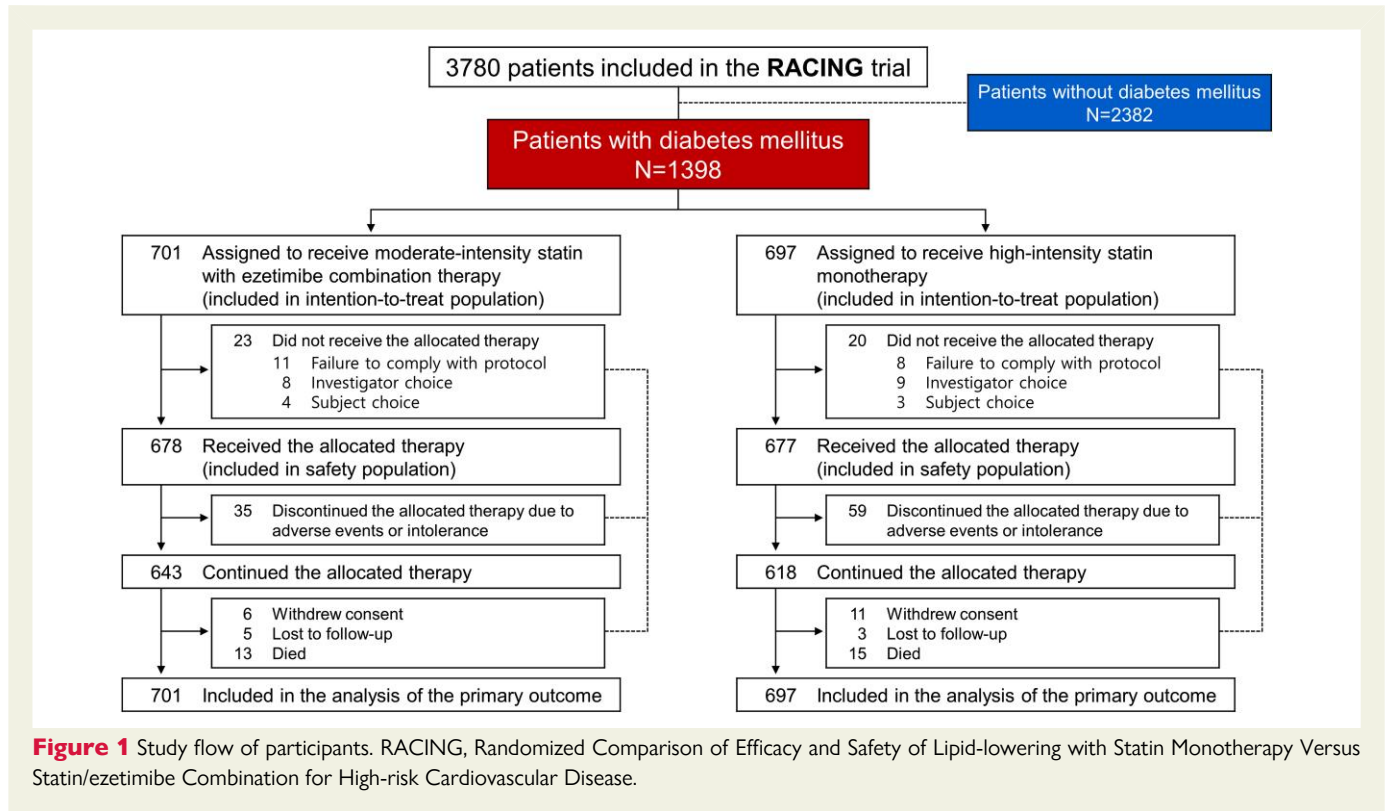 3780 patients included in the RACING trial
Patients without diabetes mellitus
N=2382
Patients with diabetes mellitus
N=1398
701 Assigned to receive moderate-intensity statin
with ezetimibe combination therapy
(included in intention-to-treat population)
697 Assigned to receive high-intensity statin
monotherapy
(included in intention-to-treat population)
23 Did not receive the allocated therapy
11 Failure to comply with protocol
8 Investigator choice
4 Subject choice
20 Did not receive the allocated therapy
8 Failure to comply with protocol
9 Investigator choice
3 Subject choice
678 Received the allocated therapy
(included in safety population)
677 Received the allocated therapy
(included in safety population)
35 Discontinued the allocated therapy due to
adverse events or intolerance
59 Discontinued the allocated therapy due to
adverse events or intolerance
643 Continued the allocated therapy
618 Continued the allocated therapy
6 Withdrew consent
5 Lost to follow-up
13 Died
11 Withdrew consent
3 Lost to follow-up
15 Died
701 Included in the analysis of the primary outcome
697 Included in the analysis of the primary outcome
Figure 1 Study flow of participants. RACING, Randomized Comparison of Efficacy and Safety of Lipid-lowering with Statin Monotherapy Versus
Statin/ezetimibe Combination for High-risk Cardiovascular Disease.